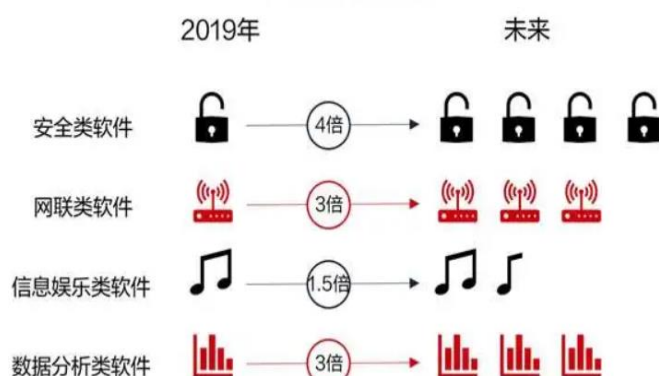 2019年 未来
安全类软件 4倍
网联类软件 3倍
信息娱乐类软件 1.5倍
数据分析类软件 3倍